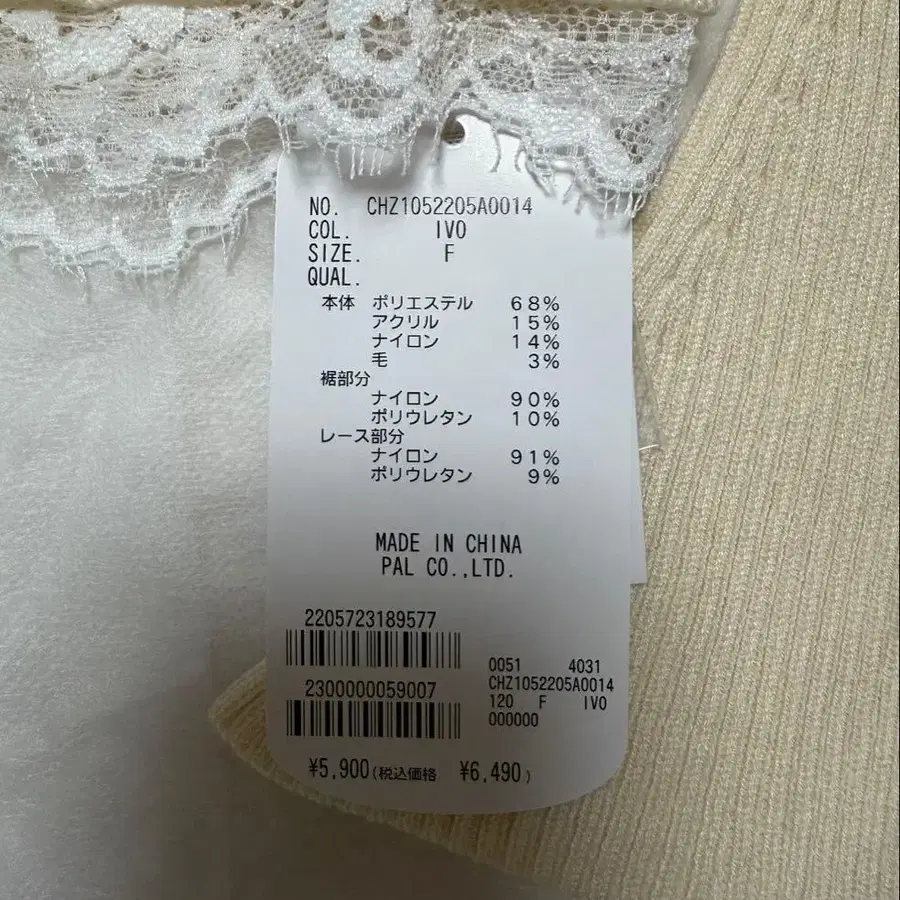 NO. CHZ1052205A0014
COL. IVO
SIZE. F
QUAL.
本体 ポリエステル 68%
アクリル 15%
ナイロン 14%
毛 3%
裾部分
ナイロン 90%
ポリウレタン 10%
レース部分
ナイロン 91%
ポリウレタン 9%
MADE IN CHINA
PAL CO.,LTD.
2205723189577
2300000059007
0051 4031
CHZ1052205A0014
120 F IVO
000000
¥5,900(税込価格 ¥6,490)